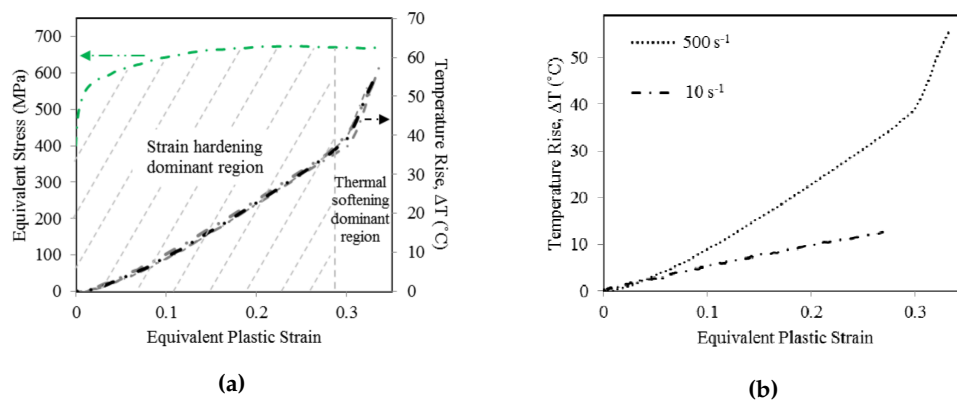 700
600
500
400
300
200
100
0
Equivalent Stress (MPa)
0
0.1
0.2
0.3
Equivalent Plastic Strain
70
60
50
40
30
20
10
0
Temperature Rise, ΔT (˚C)
Strain hardening
dominant region
Thermal
softening
dominant
region
(a)
50
40
30
20
10
0
Temperature Rise, ΔT (˚C)
500 s⁻¹
10 s⁻¹
0
0.1
0.2
0.3
Equivalent Plastic Strain
(b)